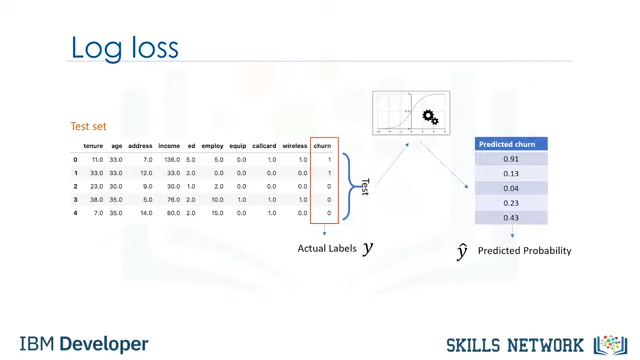 Log loss
Test set
tenure age address income ed employ equip callcard wireless churn
0 11.0 33.0 7.0 136.0 5.0 5.0 0.0 1.0 1.0 1
1 33.0 33.0 12.0 33.0 2.0 0.0 0.0 0.0 0.0 1
2 23.0 30.0 9.0 30.0 1.0 2.0 0.0 0.0 0.0 0
3 38.0 35.0 5.0 76.0 2.0 10.0 1.0 1.0 1.0 0
4 7.0 35.0 14.0 80.0 2.0 15.0 0.0 1.0 0.0 0
Test
Predicted churn
0.91
0.13
0.04
0.23
0.43
Actual Labels y
ŷ Predicted Probability
IBM Developer
SKILLS NETWORK